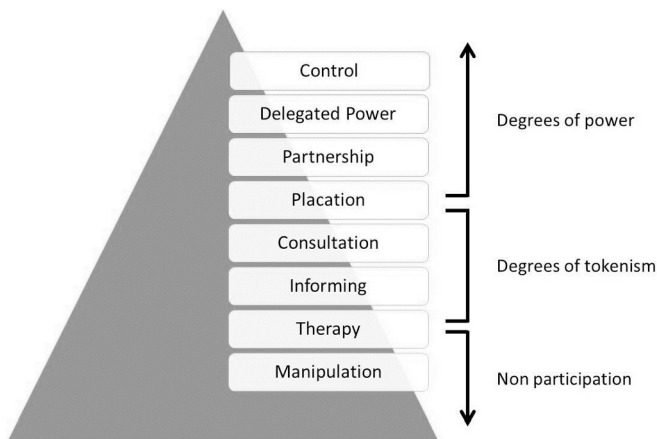 Control
Delegated Power
Partnership
Placation
Consultation
Informing
Therapy
Manipulation
Degrees of power
Degrees of tokenism
Non participation